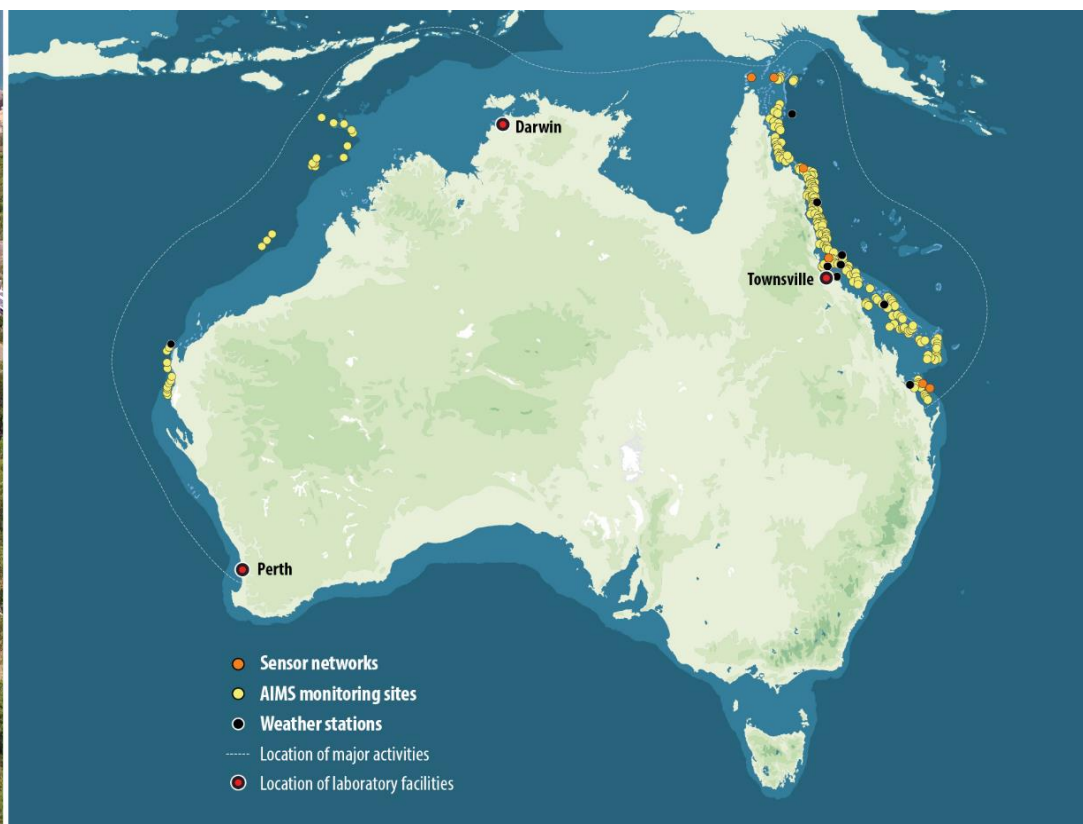 Darwin
Townsville
Perth
Sensor networks
AIMS monitoring sites
Weather stations
Location of major activities
Location of laboratory facilities